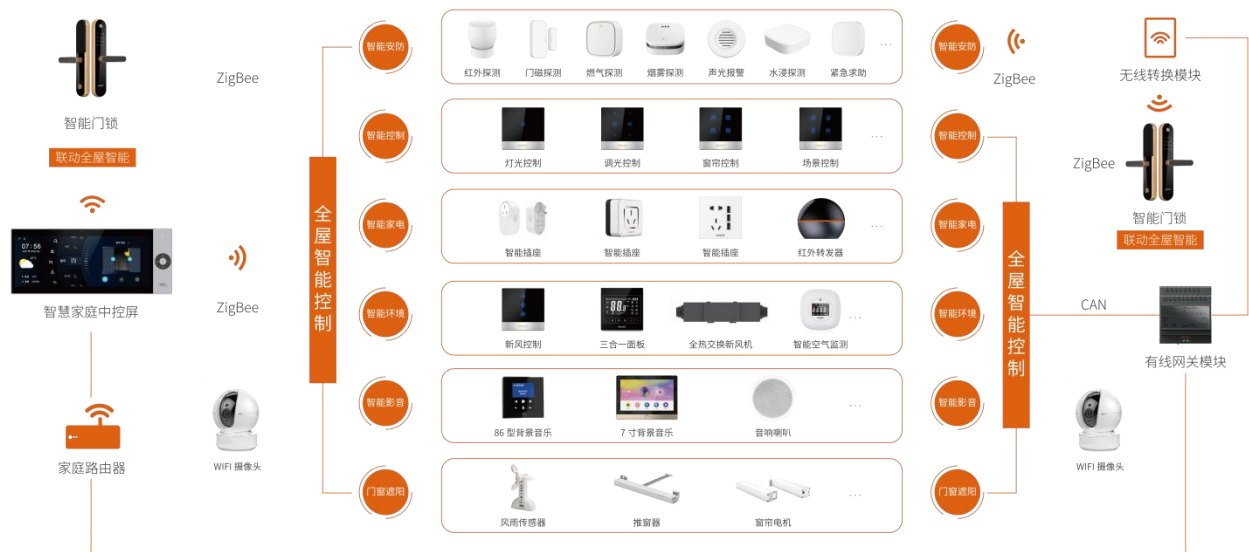 智能门锁
联动全屋智能
ZigBee
07:56
智慧家庭中控屏
ZigBee
家庭路由器
WIFI 摄像头
全屋智能控制
智能安防
红外探测
门磁探测
燃气探测
烟雾探测
声光报警
水浸探测
紧急求助
...
智能控制
灯光控制
调光控制
窗帘控制
场景控制
...
智能家电
智能插座
智能插座
智能插座
红外转发器
...
智能环境
新风控制
三合一面板
全热交换新风机
智能空气监测
...
智能影音
86 型背景音乐
7 寸背景音乐
音响喇叭
...
门窗遮阳
风雨传感器
推窗器
窗帘电机
...
智能安防
智能控制
智能家电
智能环境
智能影音
门窗遮阳
全屋智能控制
ZigBee
无线转换模块
ZigBee
智能门锁
联动全屋智能
CAN
有线网关模块
WIFI 摄像头